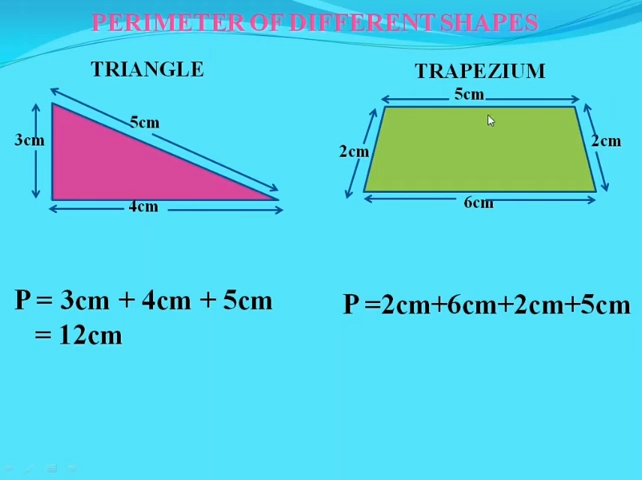 PERIMETER OF DIFFERENT SHAPES
TRIANGLE
TRAPEZIUM
5cm
3cm
5cm
4cm
2cm
2cm
6cm
P = 3cm + 4cm + 5cm
= 12cm
P =2cm+6cm+2cm+5cm